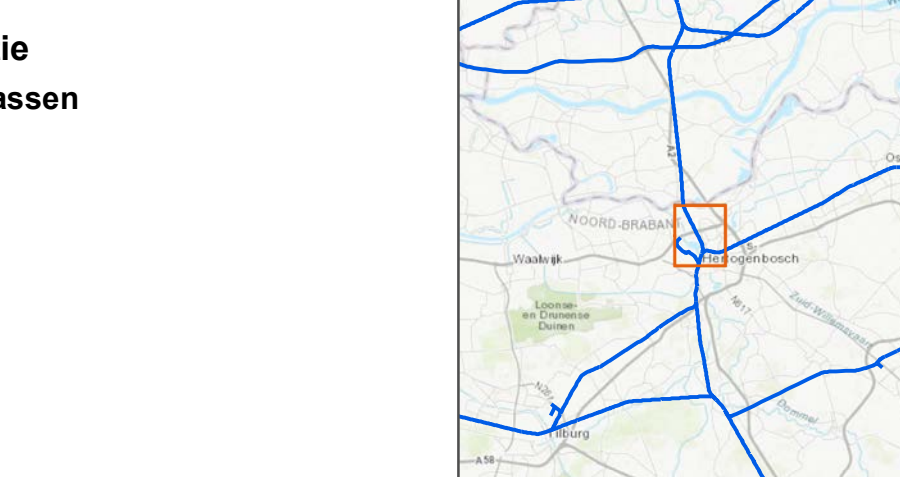 ie
assen
A2
Os
NOORD-BRABANT
Waalwijk
's-
Hertogenbosch
Loonse-
en Drunense
Duinen
N617
Zuid-Willemsvaart
N261
Dommel
Tilburg
A58